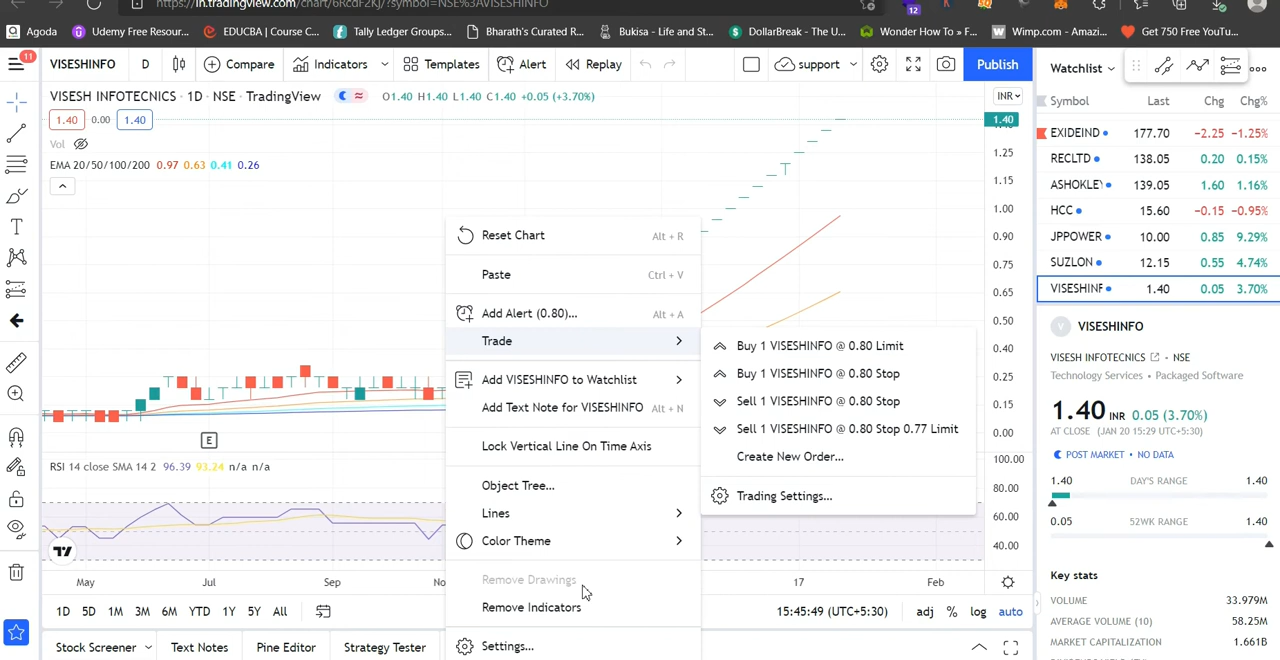 https://in.tradingview.com/chart/6RcdF2Kj/?symbol=NSE%3AVISESHINFO
12
Agoda
Udemy Free Resour...
EDUCBA | Course C...
Tally Ledger Groups...
Bharath's Curated R...
Bukisa - Life and St...
DollarBreak - The U...
Wonder How To » F...
Wimp.com - Amazi...
Get 750 Free YouTu...
11
VISESHINFO
D
Compare
Indicators
Templates
Alert
Replay
support
Publish
Watchlist
VISESH INFOTECNICS · 1D · NSE · TradingView
O1.40 H1.40 L1.40 C1.40 +0.05 (+3.70%)
INR
1.40 0.00 1.40
Vol
EMA 20/50/100/200 0.97 0.63 0.41 0.26
1.40
1.25
1.15
1.00
0.90
0.75
0.65
0.50
0.40
0.25
0.15
0.00
100.00
80.00
60.00
40.00
E
RSI 14 close SMA 14 2 96.39 93.24 n/a n/a
Reset Chart Alt + R
Paste Ctrl + V
Add Alert (0.80)... Alt + A
Trade
Add VISESHINFO to Watchlist
Add Text Note for VISESHINFO Alt + N
Lock Vertical Line On Time Axis
Object Tree...
Lines
Color Theme
Remove Drawings
Remove Indicators
Settings...
Buy 1 VISESHINFO @ 0.80 Limit
Buy 1 VISESHINFO @ 0.80 Stop
Sell 1 VISESHINFO @ 0.80 Stop
Sell 1 VISESHINFO @ 0.80 Stop 0.77 Limit
Create New Order...
Trading Settings...
May Jul Sep No 17 Feb
1D 5D 1M 3M 6M YTD 1Y 5Y All
15:45:49 (UTC+5:30)
adj % log auto
Stock Screener
Text Notes
Pine Editor
Strategy Tester
Symbol Last Chg Chg%
EXIDEIND 177.70 −2.25 −1.25%
RECLTD 138.05 0.20 0.15%
ASHOKLEY 139.05 1.60 1.16%
HCC 15.60 −0.15 −0.95%
JPPOWER 10.00 0.85 9.29%
SUZLON 12.15 0.55 4.74%
VISESHINF 1.40 0.05 3.70%
V VISESHINFO
VISESH INFOTECNICS · NSE
Technology Services • Packaged Software
1.40 INR 0.05 (3.70%)
AT CLOSE (JAN 20 15:29 UTC+5:30)
POST MARKET • NO DATA
1.40 DAY'S RANGE 1.40
0.05 52WK RANGE 1.40
Key stats
VOLUME 33.979M
AVERAGE VOLUME (10) 58.25M
MARKET CAPITALIZATION 1.661B